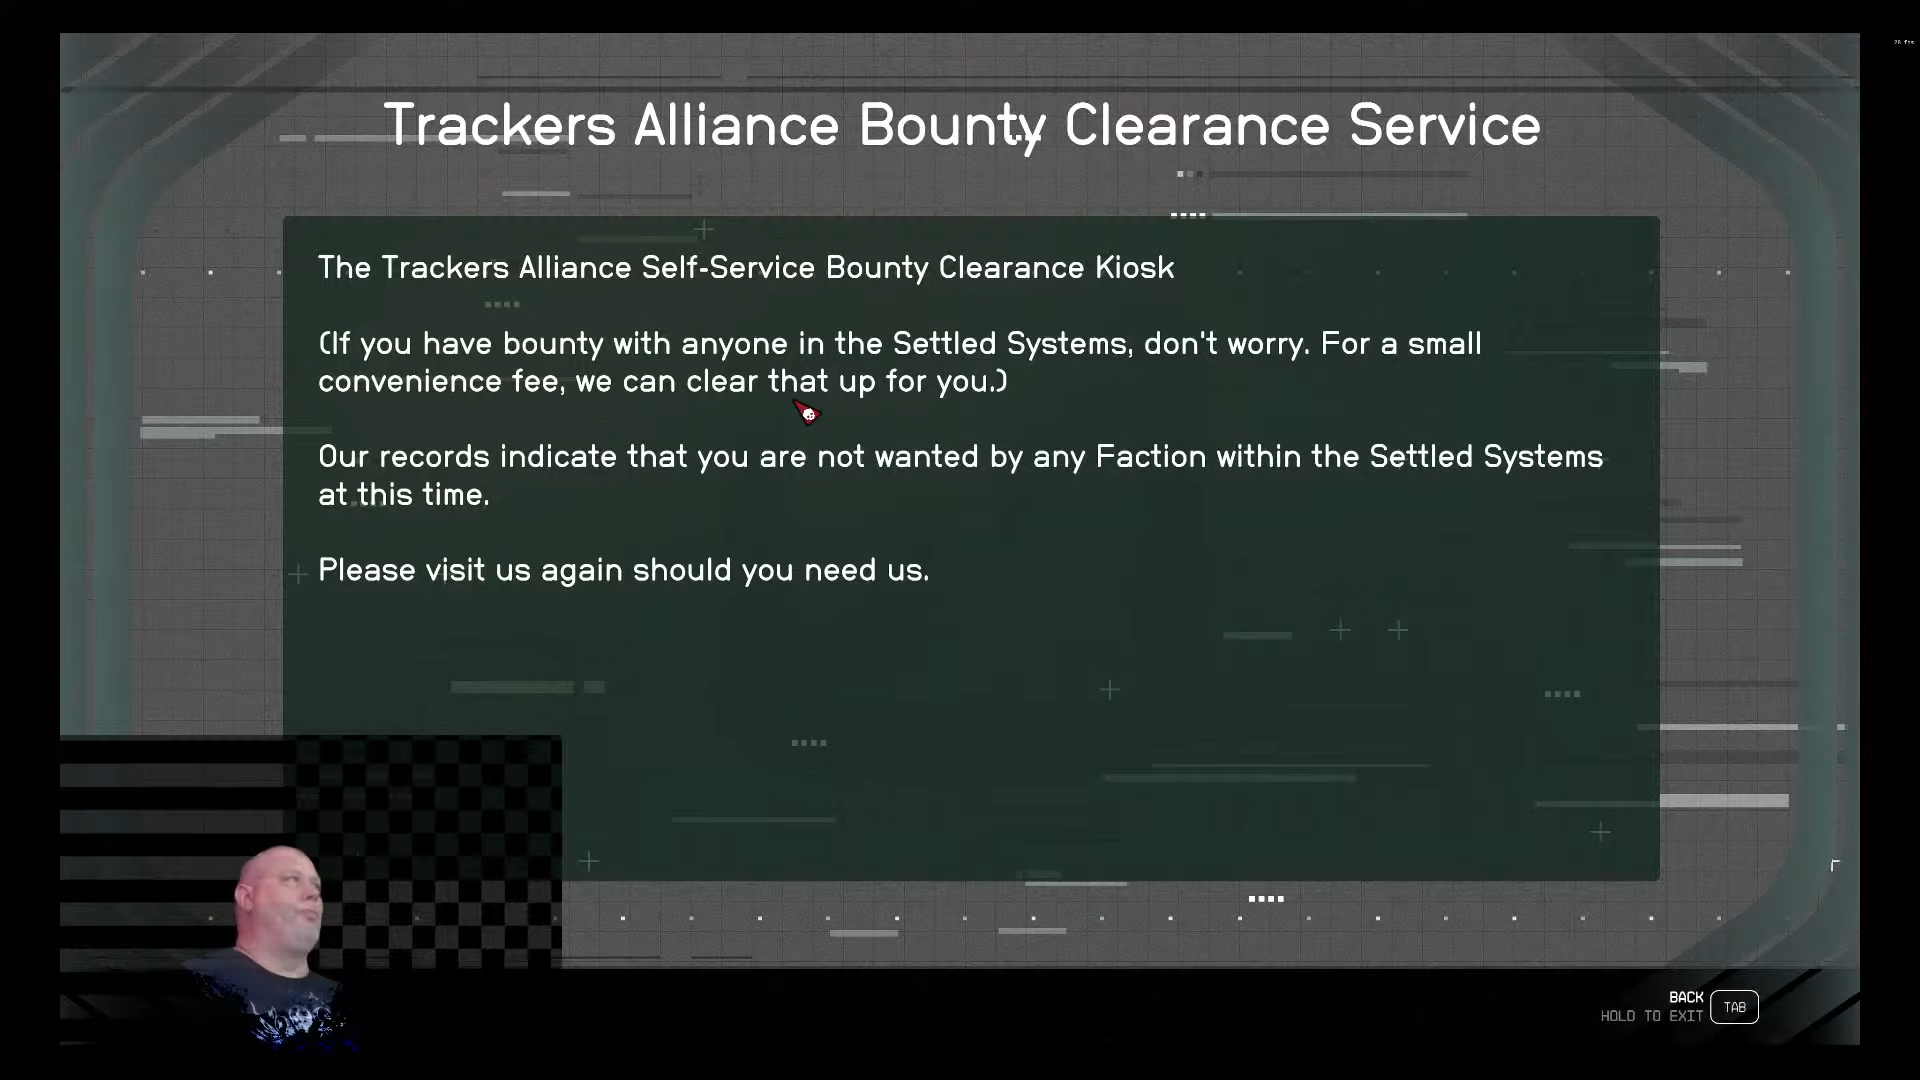 28 fps
Trackers Alliance Bounty Clearance Service
The Trackers Alliance Self-Service Bounty Clearance Kiosk
(If you have bounty with anyone in the Settled Systems, don't worry. For a small
convenience fee, we can clear that up for you.)
Our records indicate that you are not wanted by any Faction within the Settled Systems
at this time.
Please visit us again should you need us.
BACK
HOLD TO EXIT
TAB